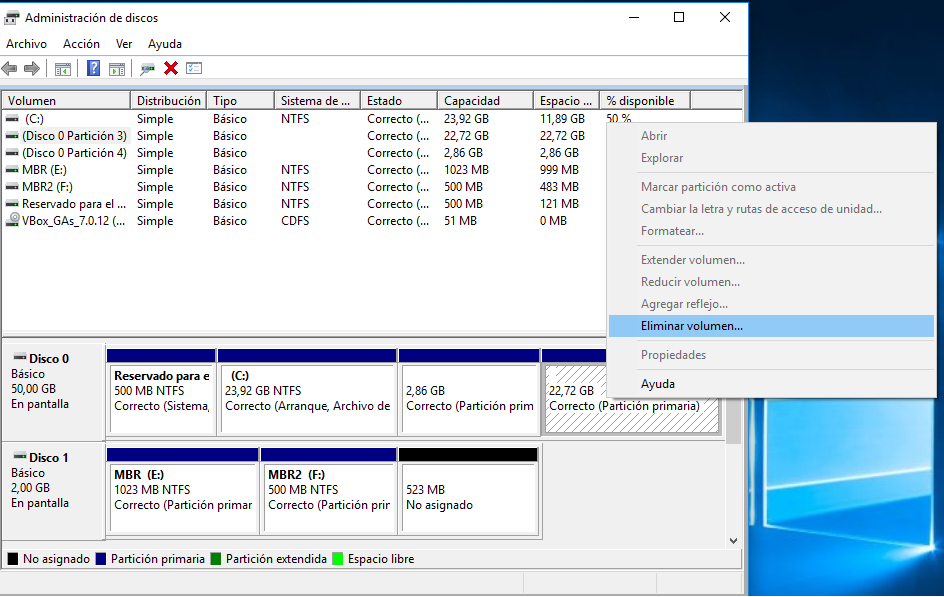 Administración de discos
Archivo Acción Ver Ayuda
Volumen Distribución Tipo Sistema de ... Estado Capacidad Espacio ... % disponible
(C:) Simple Básico NTFS Correcto (... 23,92 GB 11,89 GB 50 %
(Disco 0 Partición 3) Simple Básico Correcto (... 22,72 GB 22,72 GB
(Disco 0 Partición 4) Simple Básico Correcto (... 2,86 GB 2,86 GB
MBR (E:) Simple Básico NTFS Correcto (... 1023 MB 999 MB
MBR2 (F:) Simple Básico NTFS Correcto (... 500 MB 483 MB
Reservado para el ... Simple Básico NTFS Correcto (... 500 MB 121 MB
VBox_GAs_7.0.12 (... Simple Básico CDFS Correcto (... 51 MB 0 MB
Abrir
Explorar
Marcar partición como activa
Cambiar la letra y rutas de acceso de unidad...
Formatear...
Extender volumen...
Reducir volumen...
Agregar reflejo...
Eliminar volumen...
Propiedades
Ayuda
Disco 0
Básico
50,00 GB
En pantalla
Reservado para e
500 MB NTFS
Correcto (Sistema,
(C:)
23,92 GB NTFS
Correcto (Arranque, Archivo de
2,86 GB
Correcto (Partición prim
22,72 GB
Correcto (Partición primaria)
Disco 1
Básico
2,00 GB
En pantalla
MBR (E:)
1023 MB NTFS
Correcto (Partición primar
MBR2 (F:)
500 MB NTFS
Correcto (Partición prir
523 MB
No asignado
No asignado Partición primaria Partición extendida Espacio libre